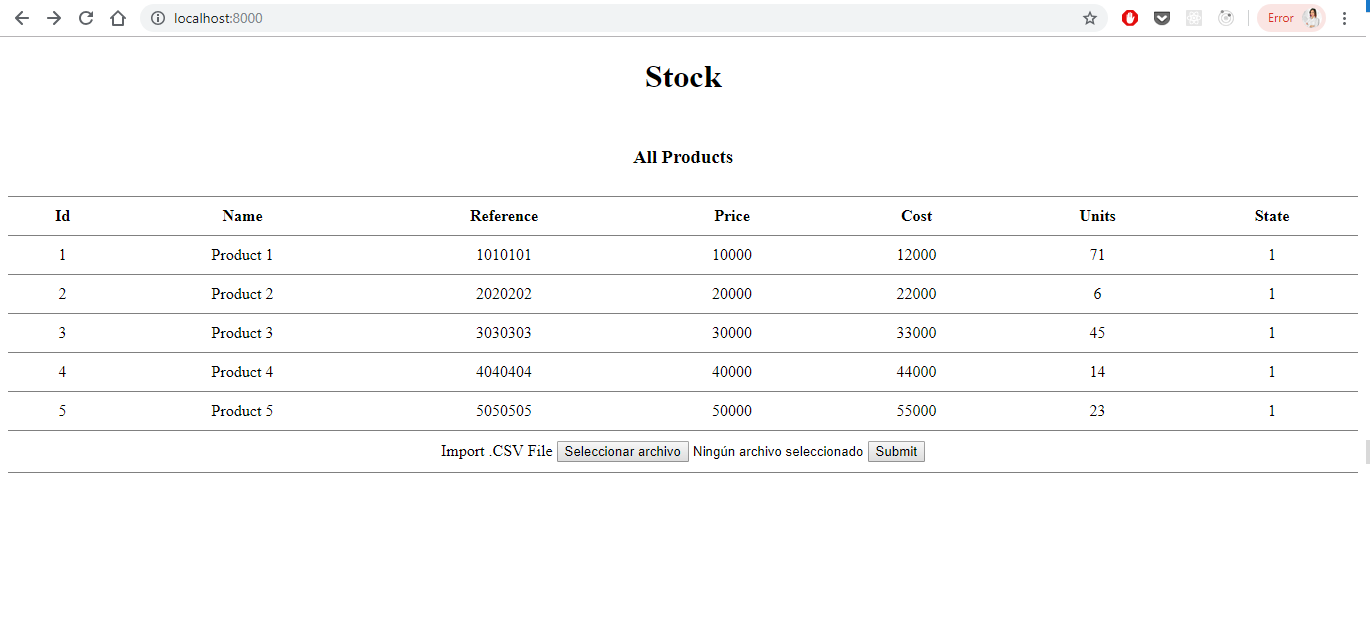 localhost:8000
Error
Stock
All Products
Id Name Reference Price Cost Units State
1 Product 1 1010101 10000 12000 71 1
2 Product 2 2020202 20000 22000 6 1
3 Product 3 3030303 30000 33000 45 1
4 Product 4 4040404 40000 44000 14 1
5 Product 5 5050505 50000 55000 23 1
Import .CSV File Seleccionar archivo Ningún archivo seleccionado Submit